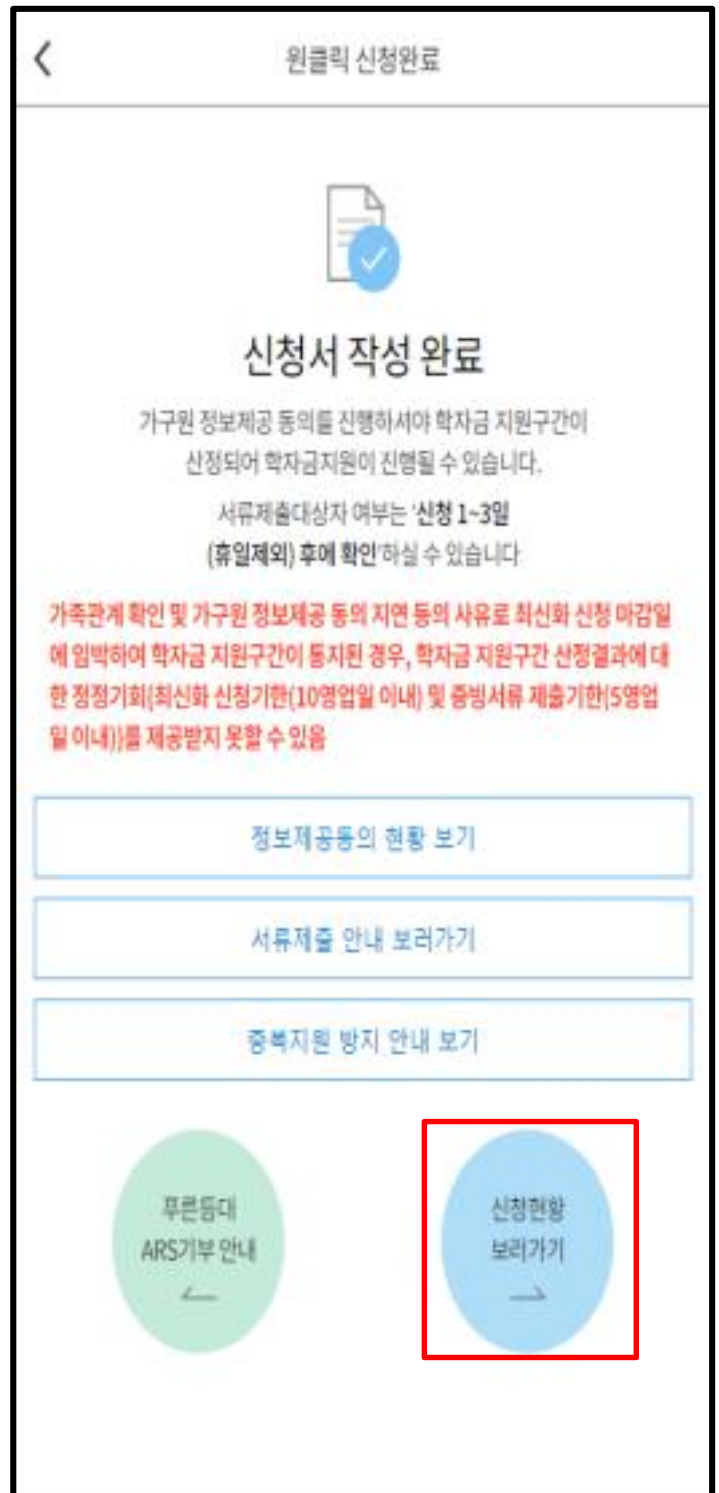 원클릭 신청완료
신청서 작성 완료
가구원 정보제공 동의를 진행하셔야 학자금 지원구간이
산정되어 학자금지원이 진행될 수 있습니다.
서류제출대상자 여부는 '신청 1~3일
(휴일제외) 후에 확인'하실 수 있습니다
가족관계 확인 및 가구원 정보제공 동의 지연 등의 사유로 최신화 신청 마감일
에 임박하여 학자금 지원구간이 통지된 경우, 학자금 지원구간 산정결과에 대
한 정정기회{최신화 신청기한(10영업일 이내) 및 증빙서류 제출기한(5영업
일 이내)}를 제공받지 못할 수 있음
정보제공동의 현황 보기
서류제출 안내 보러가기
중복지원 방지 안내 보기
푸른등대
ARS기부 안내
신청현황
보러가기